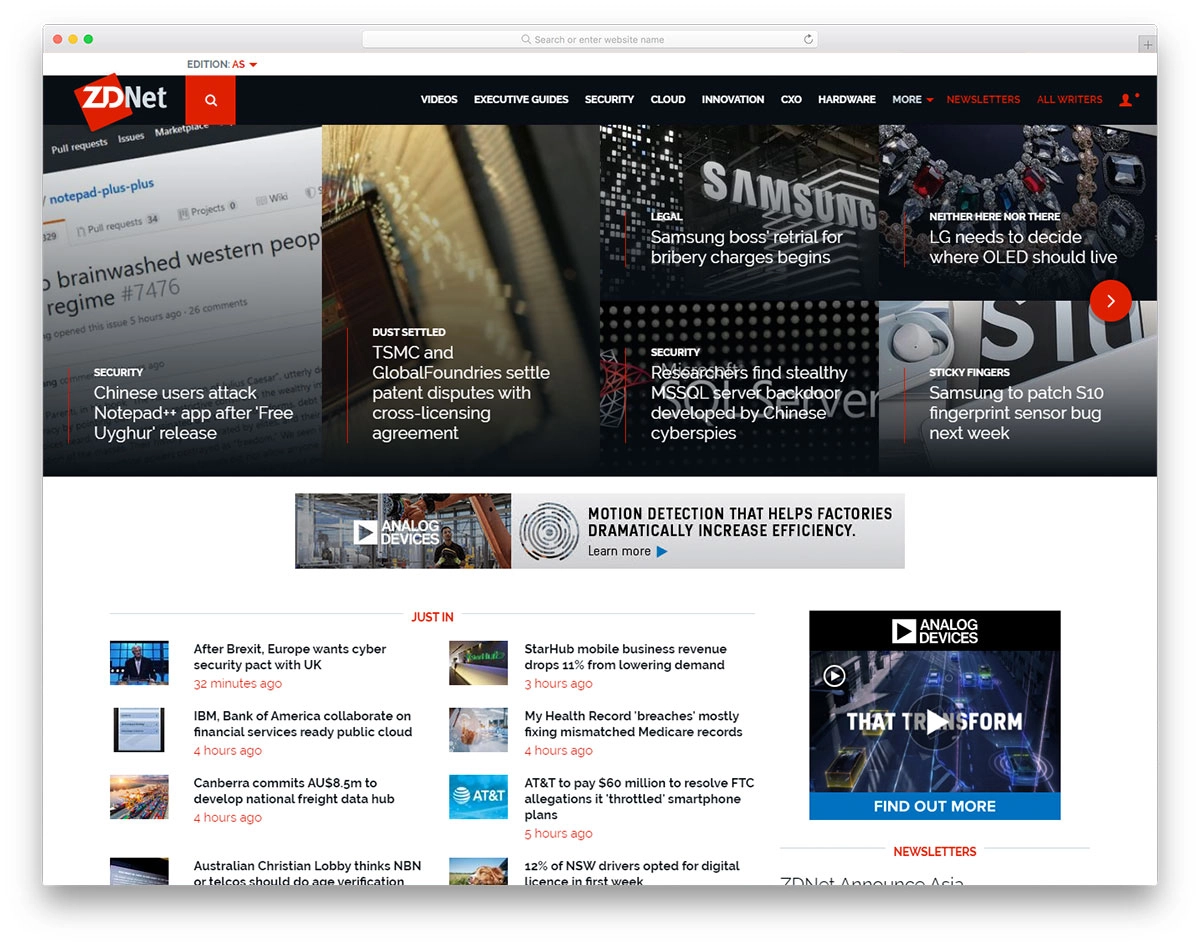 Search or enter website name
EDITION: AS
ZDNet
VIDEOS EXECUTIVE GUIDES SECURITY CLOUD INNOVATION CXO HARDWARE MORE NEWSLETTERS ALL WRITERS
Pull requests Issues Marketplace
notepad-plus-plus
329 Pull requests 34 Projects 0 Wiki
brainwashed western peop
regime #7476
opened this issue 5 hours ago · 26 comments
SECURITY
Chinese users attack
Notepad++ app after 'Free
Uyghur' release
DUST SETTLED
TSMC and
GlobalFoundries settle
patent disputes with
cross-licensing
agreement
SAMSUNG
LEGAL
Samsung boss' retrial for
bribery charges begins
NEITHER HERE NOR THERE
LG needs to decide
where OLED should live
Microsoft
SQL Server
SECURITY
Researchers find stealthy
MSSQL server backdoor
developed by Chinese
cyberspies
S10
STICKY FINGERS
Samsung to patch S10
fingerprint sensor bug
next week
ANALOG
DEVICES
MOTION DETECTION THAT HELPS FACTORIES
DRAMATICALLY INCREASE EFFICIENCY.
Learn more
JUST IN
After Brexit, Europe wants cyber
security pact with UK
32 minutes ago
StarHub mobile business revenue
drops 11% from lowering demand
3 hours ago
IBM, Bank of America collaborate on
financial services ready public cloud
4 hours ago
My Health Record 'breaches' mostly
fixing mismatched Medicare records
4 hours ago
Canberra commits AU$8.5m to
develop national freight data hub
4 hours ago
AT&T
AT&T to pay $60 million to resolve FTC
allegations it 'throttled' smartphone
plans
5 hours ago
Australian Christian Lobby thinks NBN
or telcos should do age verification
12% of NSW drivers opted for digital
licence in first week
ANALOG
DEVICES
THAT TRANSFORM
FIND OUT MORE
NEWSLETTERS
ZDNet Announce Asia